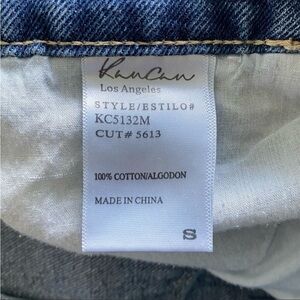 KanCan
Los Angeles
STYLE/ESTILO#
KC5132M
CUT# 5613
100% COTTON/ALGODON
MADE IN CHINA
S